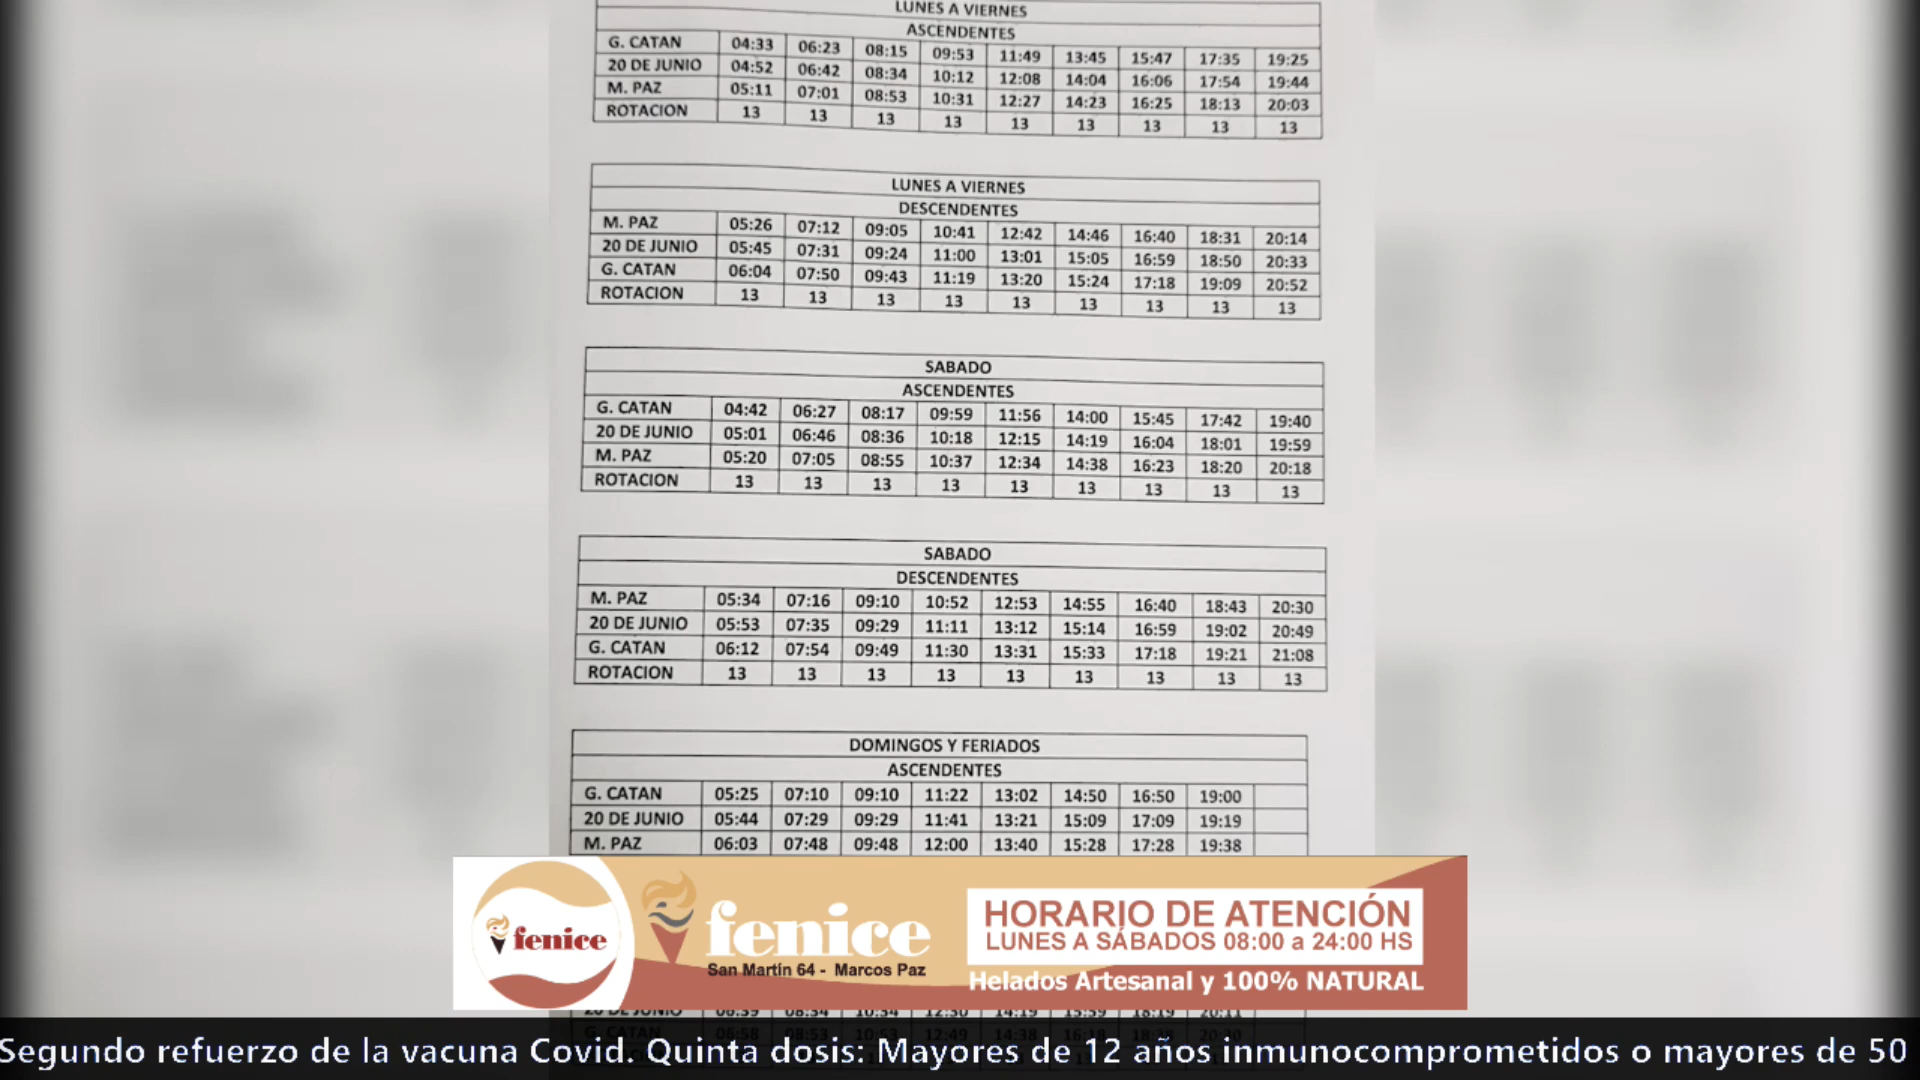 LUNES A VIERNES
ASCENDENTES
G. CATAN 04:33 06:23 08:15 09:53 11:49 13:45 15:47 17:35 19:25
20 DE JUNIO 04:52 06:42 08:34 10:12 12:08 14:04 16:06 17:54 19:44
M. PAZ 05:11 07:01 08:53 10:31 12:27 14:23 16:25 18:13 20:03
ROTACION 13 13 13 13 13 13 13 13 13
LUNES A VIERNES
DESCENDENTES
M. PAZ 05:26 07:12 09:05 10:41 12:42 14:46 16:40 18:31 20:14
20 DE JUNIO 05:45 07:31 09:24 11:00 13:01 15:05 16:59 18:50 20:33
G. CATAN 06:04 07:50 09:43 11:19 13:20 15:24 17:18 19:09 20:52
ROTACION 13 13 13 13 13 13 13 13 13
SABADO
ASCENDENTES
G. CATAN 04:42 06:27 08:17 09:59 11:56 14:00 15:45 17:42 19:40
20 DE JUNIO 05:01 06:46 08:36 10:18 12:15 14:19 16:04 18:01 19:59
M. PAZ 05:20 07:05 08:55 10:37 12:34 14:38 16:23 18:20 20:18
ROTACION 13 13 13 13 13 13 13 13 13
SABADO
DESCENDENTES
M. PAZ 05:34 07:16 09:10 10:52 12:53 14:55 16:40 18:43 20:30
20 DE JUNIO 05:53 07:35 09:29 11:11 13:12 15:14 16:59 19:02 20:49
G. CATAN 06:12 07:54 09:49 11:30 13:31 15:33 17:18 19:21 21:08
ROTACION 13 13 13 13 13 13 13 13 13
DOMINGOS Y FERIADOS
ASCENDENTES
G. CATAN 05:25 07:10 09:10 11:22 13:02 14:50 16:50 19:00
20 DE JUNIO 05:44 07:29 09:29 11:41 13:21 15:09 17:09 19:19
M. PAZ 06:03 07:48 09:48 12:00 13:40 15:28 17:28 19:38
fenice
fenice
San Martín 64 - Marcos Paz
HORARIO DE ATENCIÓN
LUNES A SÁBADOS 08:00 a 24:00 HS
Helados Artesanal y 100% NATURAL
20 DE JUNIO
G. CATAN 06:58 08:53 10:53 12:49 14:38
Segundo refuerzo de la vacuna Covid. Quinta dosis: Mayores de 12 años inmunocomprometidos o mayores de 50